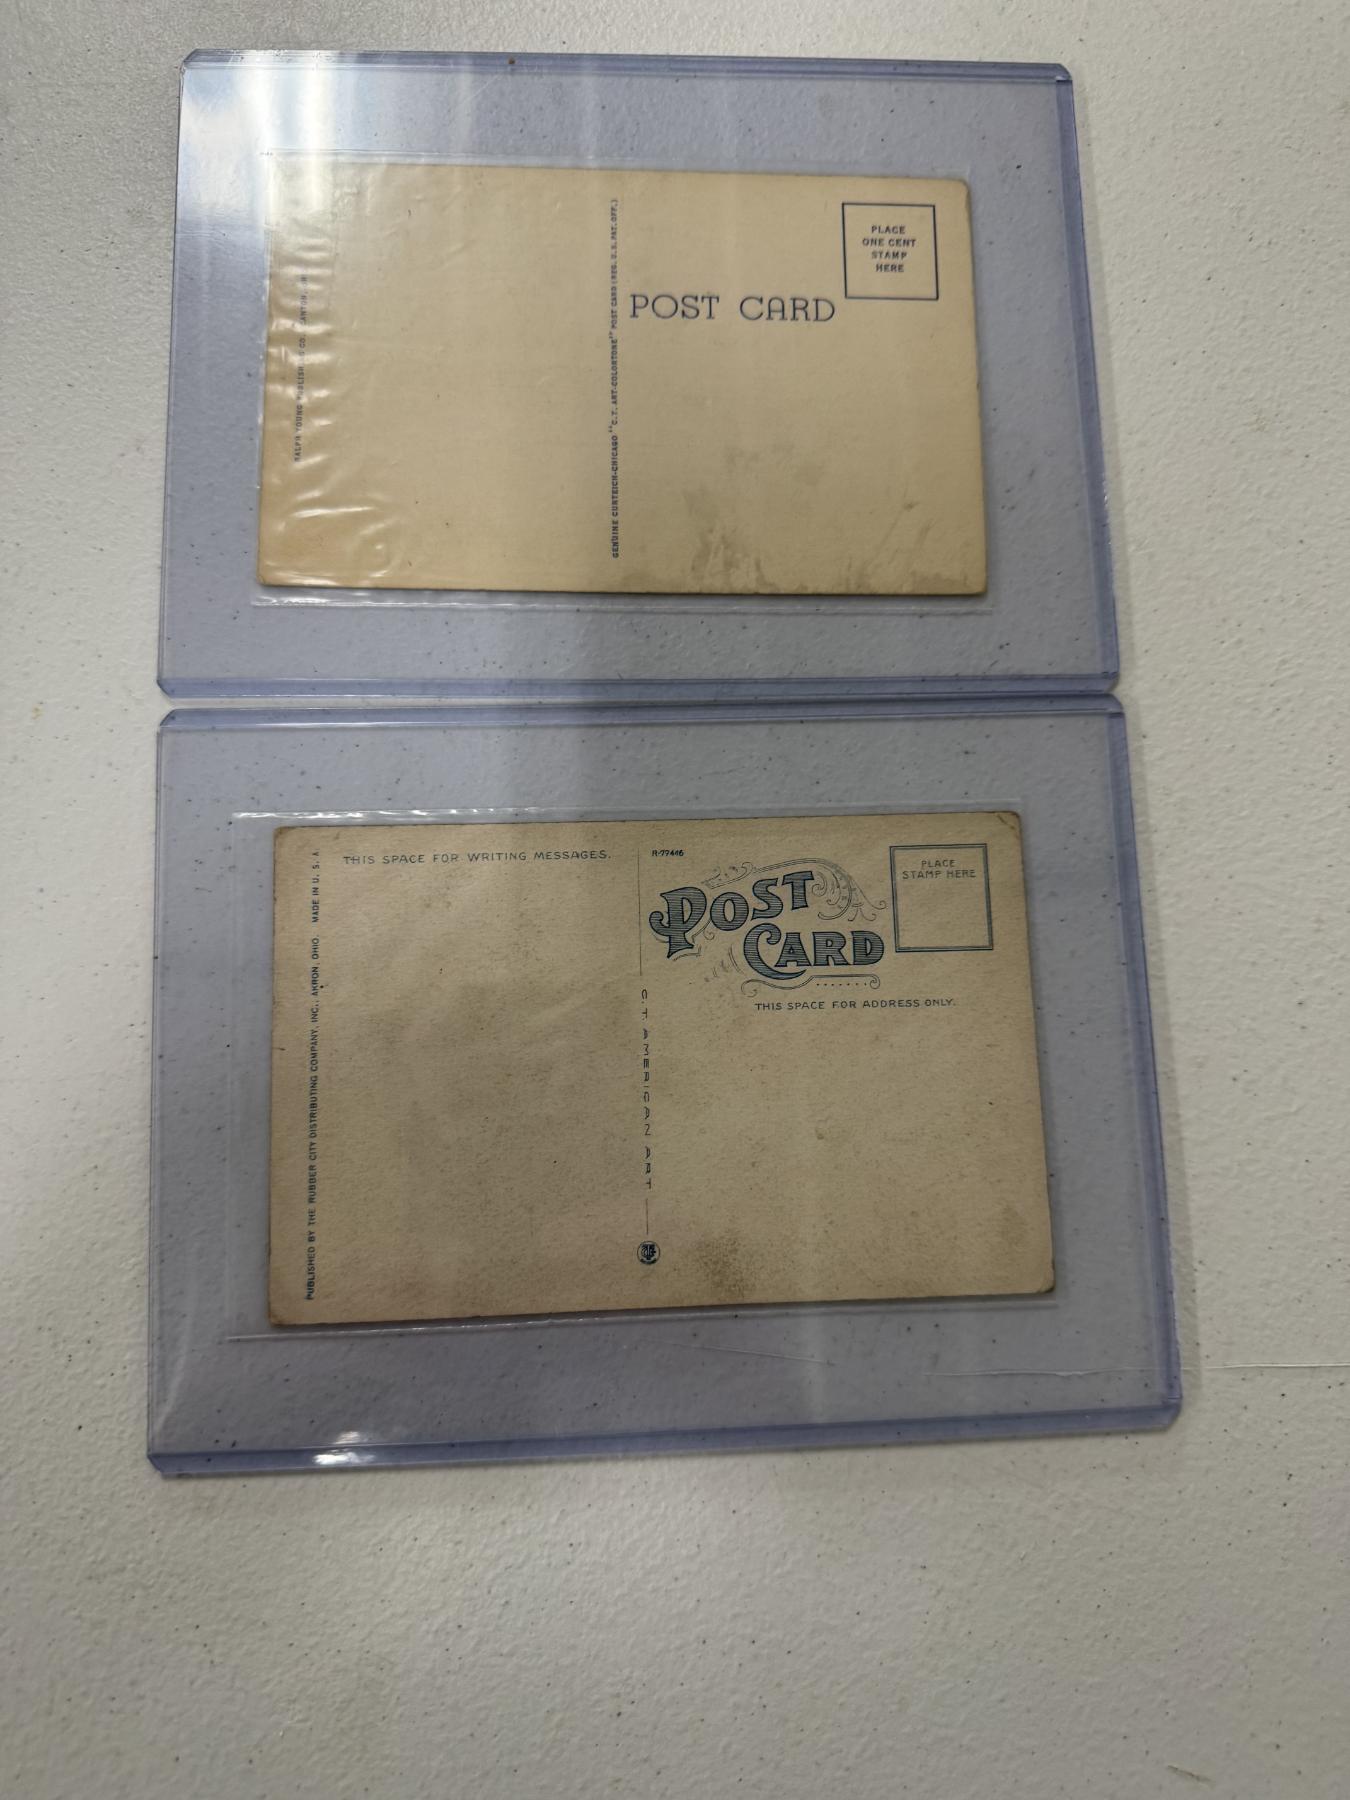 RALPH YOUNG PUBLISHING CO., CANTON,
GENUINE CURTEICH-CHICAGO "C.T. ART-COLORTONE" POST CARD (REG. U.S. PAT. OFF.)
POST CARD
PLACE
ONE CENT
STAMP
HERE
PUBLISHED BY THE RUBBER CITY DISTRIBUTING COMPANY, INC., AKRON, OHIO. MADE IN U. S. A
THIS SPACE FOR WRITING MESSAGES.
R-79446
POST
CARD
PLACE
STAMP HERE
THIS SPACE FOR ADDRESS ONLY.
C.T. AMERICAN ART